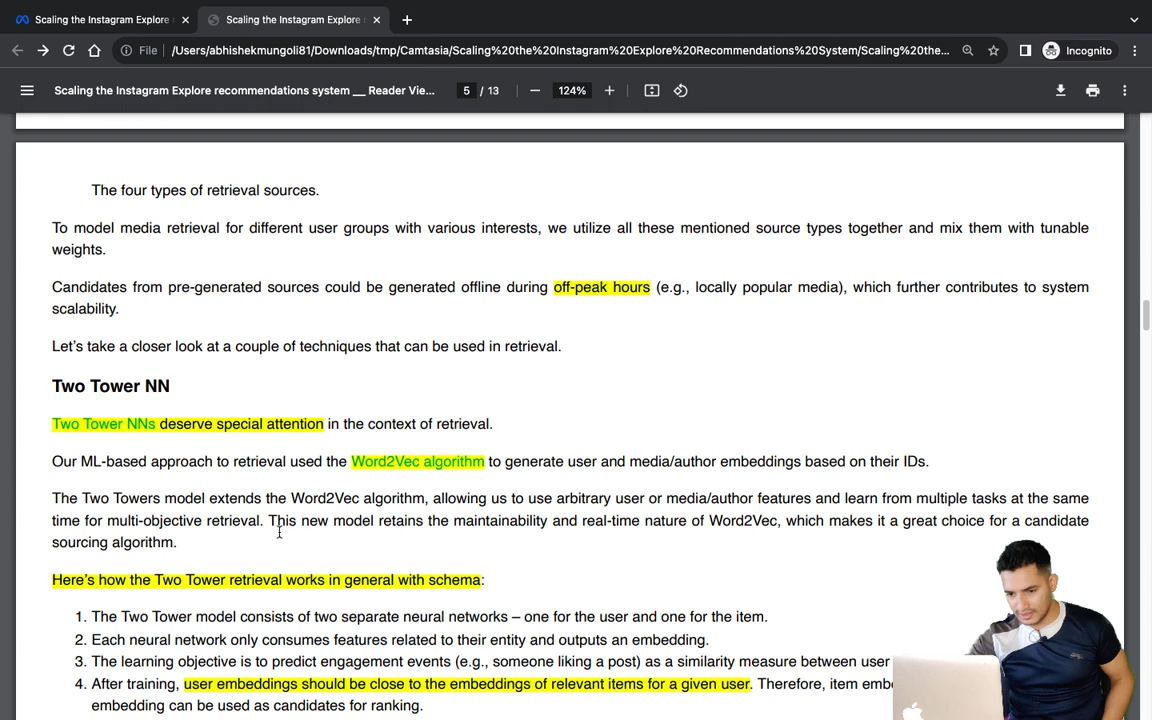 Scaling the Instagram Explore
Scaling the Instagram Explore
File
/Users/abhishekmungoli81/Downloads/tmp/Camtasia/Scaling%20the%20Instagram%20Explore%20Recommendations%20System/Scaling%20the...
Incognito
Scaling the Instagram Explore recommendations system __ Reader Vie...
5 / 13
124%
The four types of retrieval sources.
To model media retrieval for different user groups with various interests, we utilize all these mentioned source types together and mix them with tunable
weights.
Candidates from pre-generated sources could be generated offline during off-peak hours (e.g., locally popular media), which further contributes to system
scalability.
Let’s take a closer look at a couple of techniques that can be used in retrieval.
Two Tower NN
Two Tower NNs deserve special attention in the context of retrieval.
Our ML-based approach to retrieval used the Word2Vec algorithm to generate user and media/author embeddings based on their IDs.
The Two Towers model extends the Word2Vec algorithm, allowing us to use arbitrary user or media/author features and learn from multiple tasks at the same
time for multi-objective retrieval. This new model retains the maintainability and real-time nature of Word2Vec, which makes it a great choice for a candidate
sourcing algorithm.
Here’s how the Two Tower retrieval works in general with schema:
1. The Two Tower model consists of two separate neural networks – one for the user and one for the item.
2. Each neural network only consumes features related to their entity and outputs an embedding.
3. The learning objective is to predict engagement events (e.g., someone liking a post) as a similarity measure between user
4. After training, user embeddings should be close to the embeddings of relevant items for a given user. Therefore, item
embedding can be used as candidates for ranking.